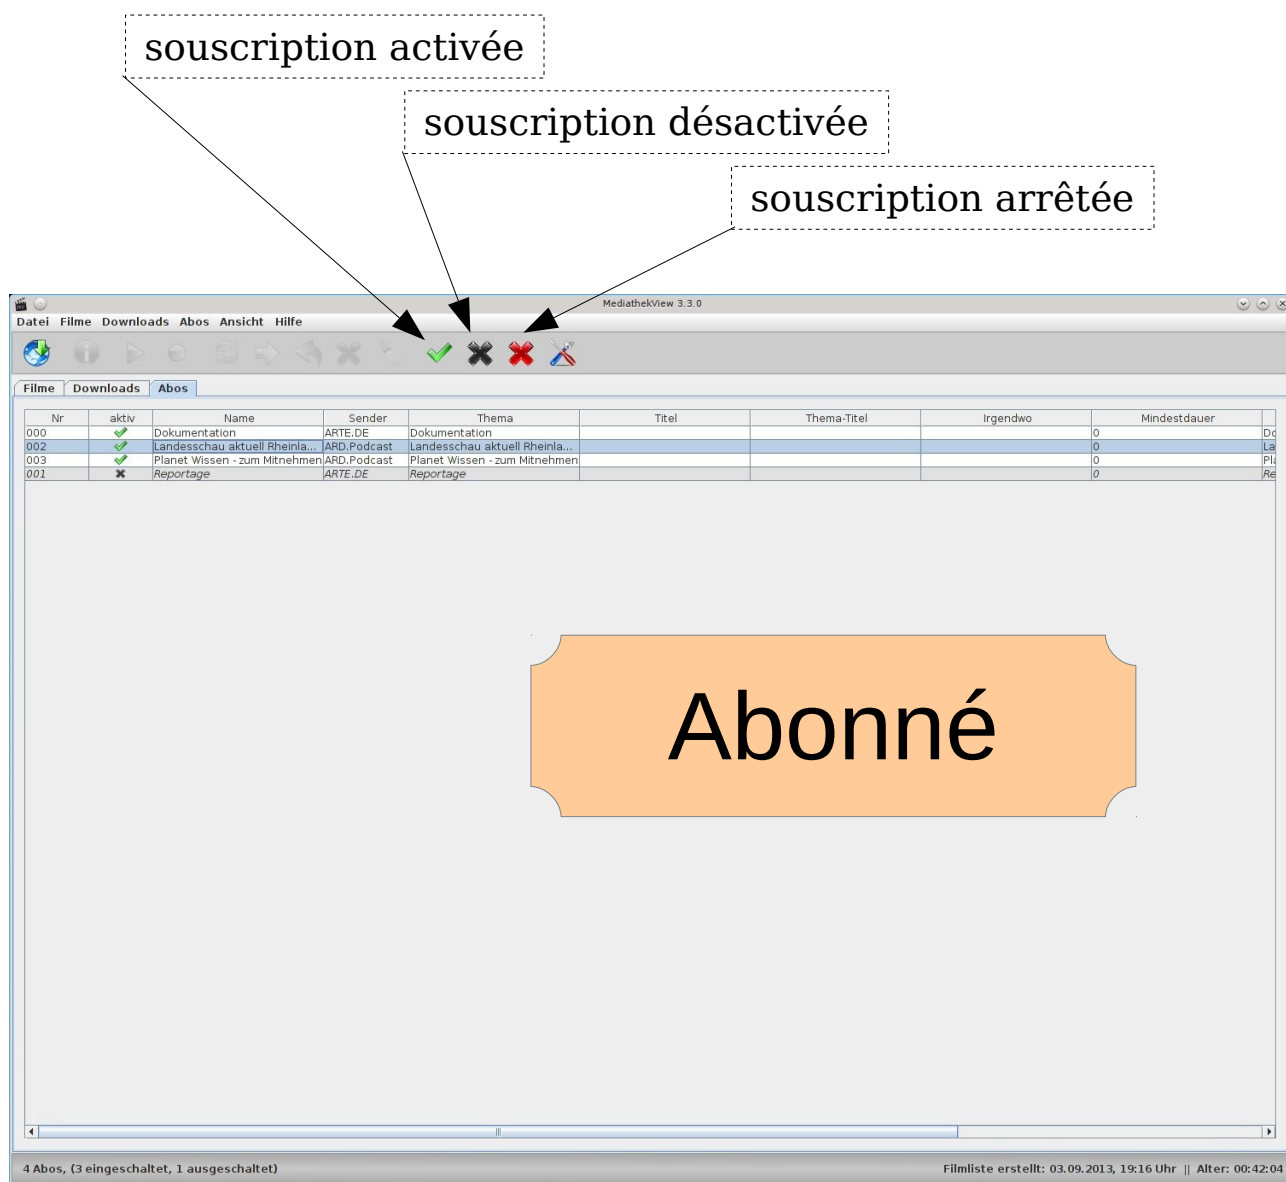 souscription activée
souscription désactivée
souscription arrêtée
MediathekView 3.3.0
Datei Filme Downloads Abos Ansicht Hilfe
Filme Downloads Abos
Nr aktiv Name Sender Thema Titel Thema-Titel Irgendwo Mindestdauer
000 Dokumentation ARTE.DE Dokumentation 0 Do
002 Landesschau aktuell Rheinla... ARD.Podcast Landesschau aktuell Rheinla... 0 La
003 Planet Wissen - zum Mitnehmen ARD.Podcast Planet Wissen - zum Mitnehmen 0 Pla
001 Reportage ARTE.DE Reportage 0 Re
Abonné
4 Abos, (3 eingeschaltet, 1 ausgeschaltet)
Filmliste erstellt: 03.09.2013, 19:16 Uhr || Alter: 00:42:04